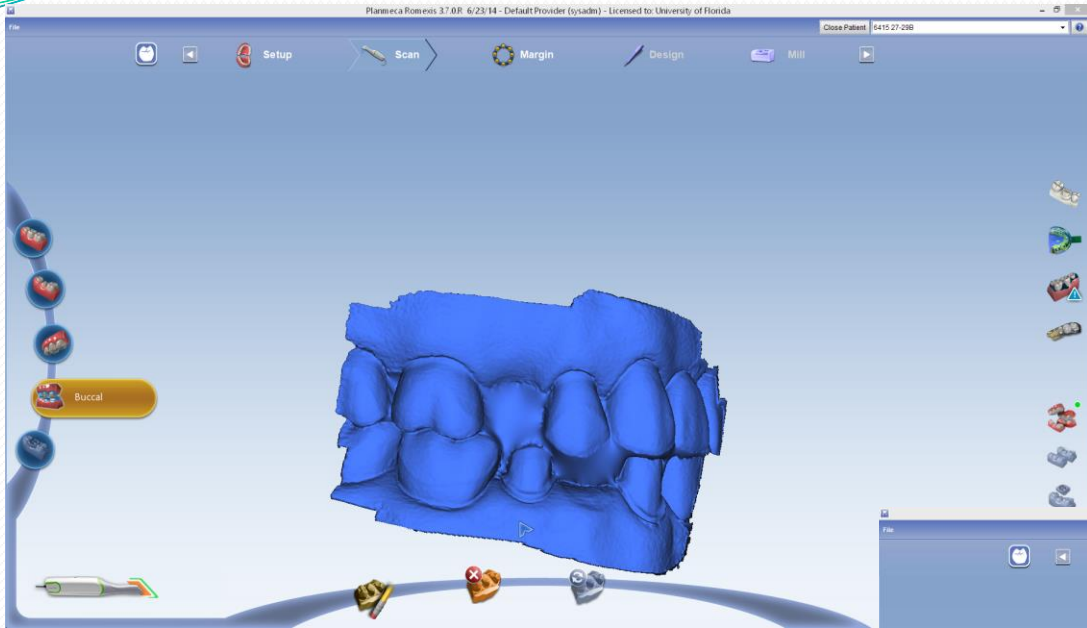 Planmeca Romexis 3.7.0.R 6/23/14 - Default Provider (sysadm) - Licensed to: University of Florida
File
Close Patient
6415 27-29B
Setup
Scan
Margin
Design
Mill
Buccal
File